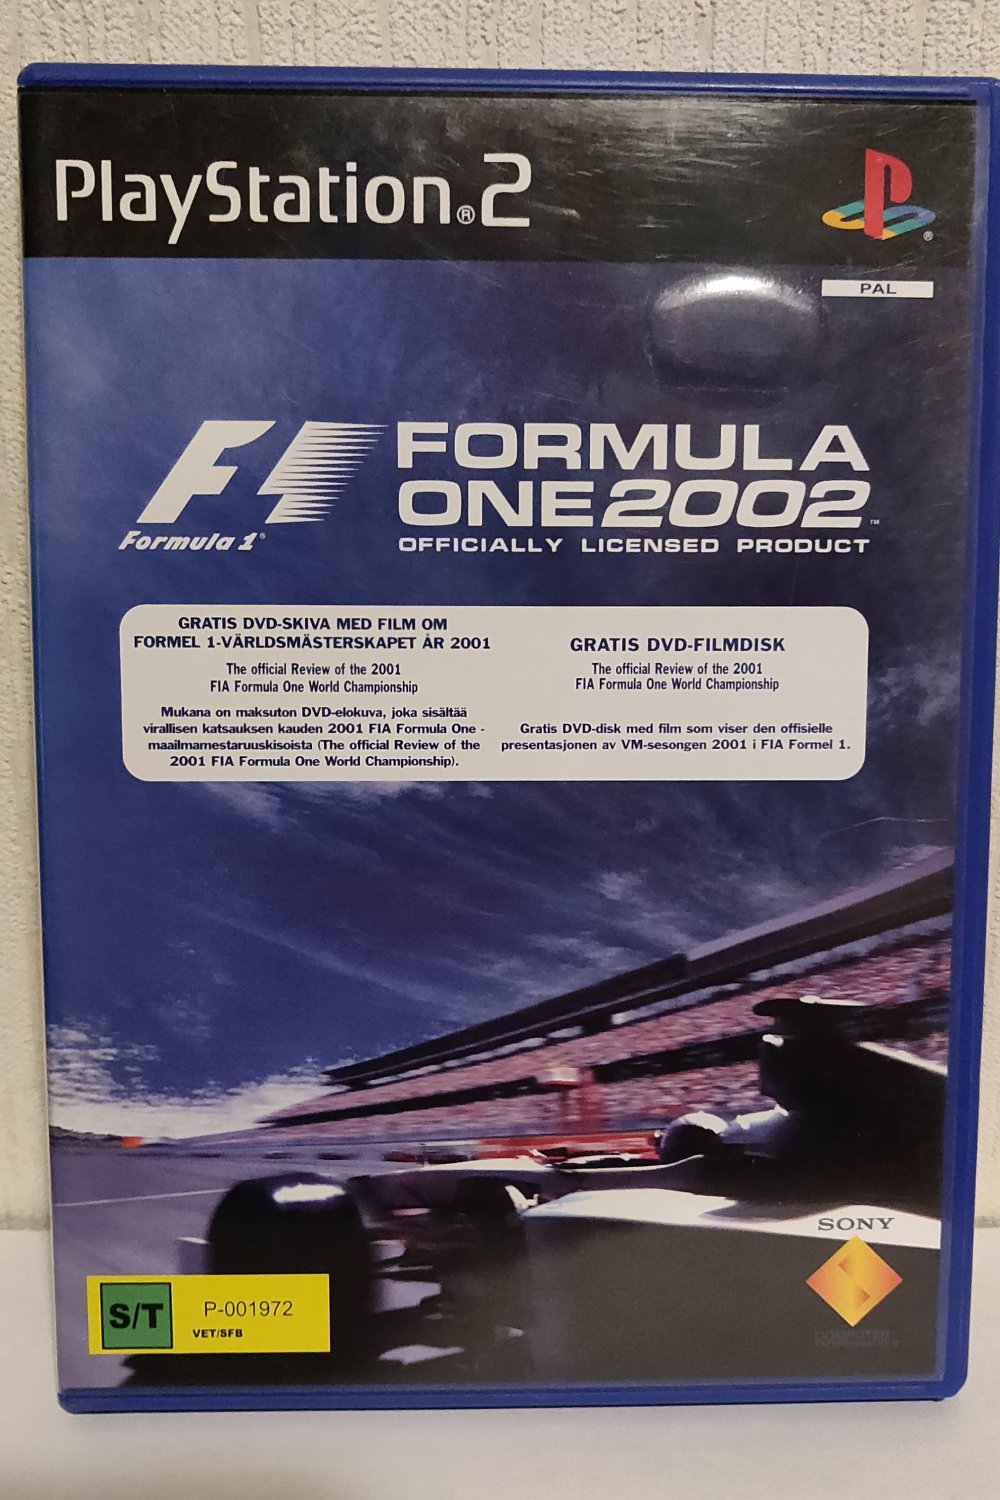 PlayStation®2
PAL
F1
Formula 1®
FORMULA
ONE 2002™
OFFICIALLY LICENSED PRODUCT
GRATIS DVD-SKIVA MED FILM OM
FORMEL 1-VÄRLDSMÄSTERSKAPET ÅR 2001
The official Review of the 2001
FIA Formula One World Championship
Mukana on maksuton DVD-elokuva, joka sisältää
virallisen katsauksen kauden 2001 FIA Formula One -
maailmamestaruuskisoista (The official Review of the
2001 FIA Formula One World Championship).
GRATIS DVD-FILMDISK
The official Review of the 2001
FIA Formula One World Championship
Gratis DVD-disk med film som viser den offisielle
presentasjonen av VM-sesongen 2001 i FIA Formel 1.
SONY
COMPUTER
S/T
P-001972
VET/SFB